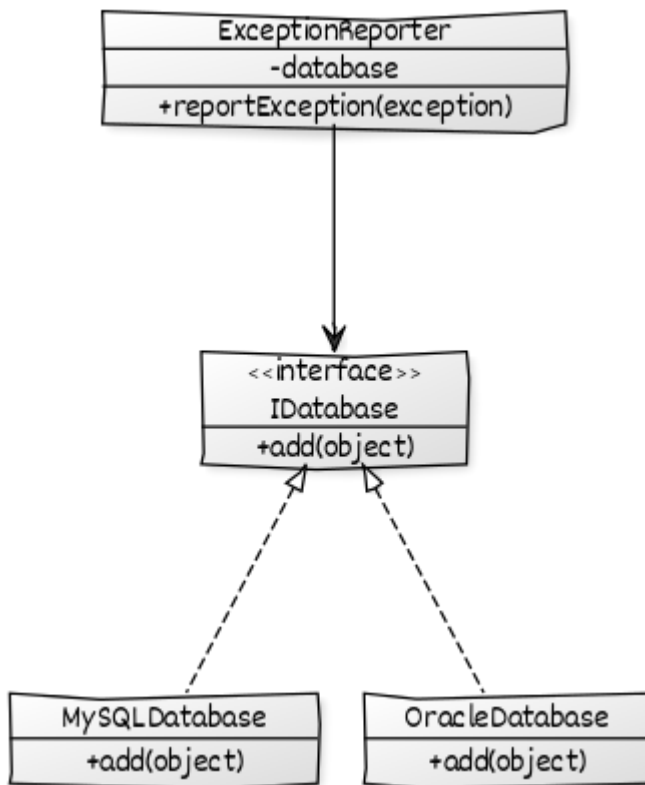 ExceptionReporter
-database
+reportException(exception)
<<interface>>
IDatabase
+add(object)
MySQLDatabase
+add(object)
OracleDatabase
+add(object)